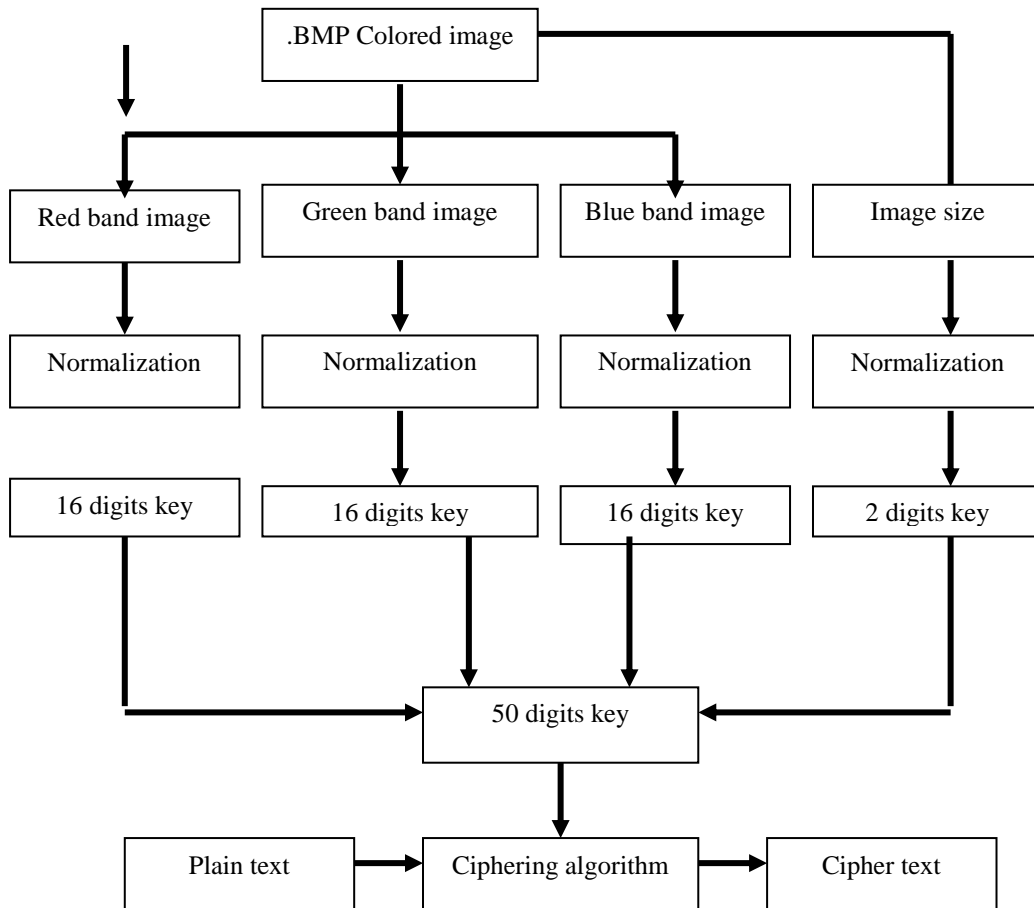 .BMP Colored image
Red band image
Green band image
Blue band image
Image size
Normalization
Normalization
Normalization
Normalization
16 digits key
16 digits key
16 digits key
2 digits key
50 digits key
Plain text
Ciphering algorithm
Cipher text